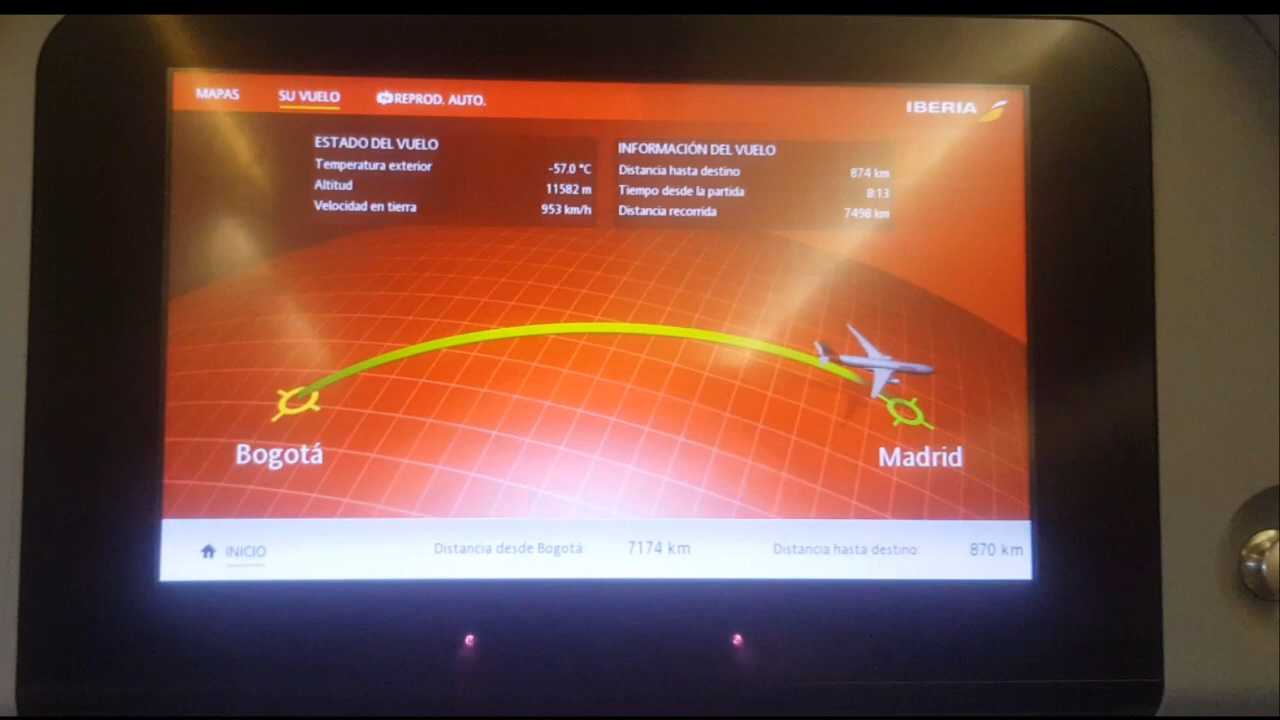 MAPAS SU VUELO REPROD. AUTO. IBERIA
ESTADO DEL VUELO
Temperatura exterior -57.0 °C
Altitud 11582 m
Velocidad en tierra 953 km/h
INFORMACIÓN DEL VUELO
Distancia hasta destino 874 km
Tiempo desde la partida 8:13
Distancia recorrida 7498 km
Bogotá Madrid
INICIO Distancia desde Bogotá: 7174 km Distancia hasta destino: 870 km